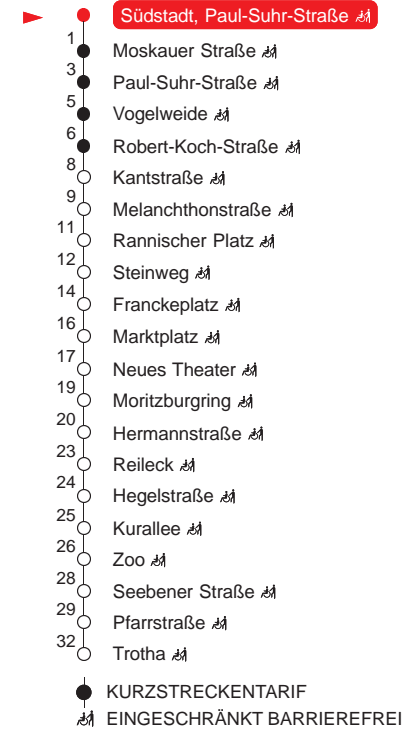 Südstadt, Paul-Suhr-Straße
1 Moskauer Straße
3 Paul-Suhr-Straße
5 Vogelweide
6 Robert-Koch-Straße
8 Kantstraße
9 Melanchthonstraße
11 Rannischer Platz
12 Steinweg
14 Franckeplatz
16 Marktplatz
17 Neues Theater
19 Moritzburgring
20 Hermannstraße
23 Reileck
24 Hegelstraße
25 Kurallee
26 Zoo
28 Seebener Straße
29 Pfarrstraße
32 Trotha
KURZSTRECKENTARIF
EINGESCHRÄNKT BARRIEREFREI